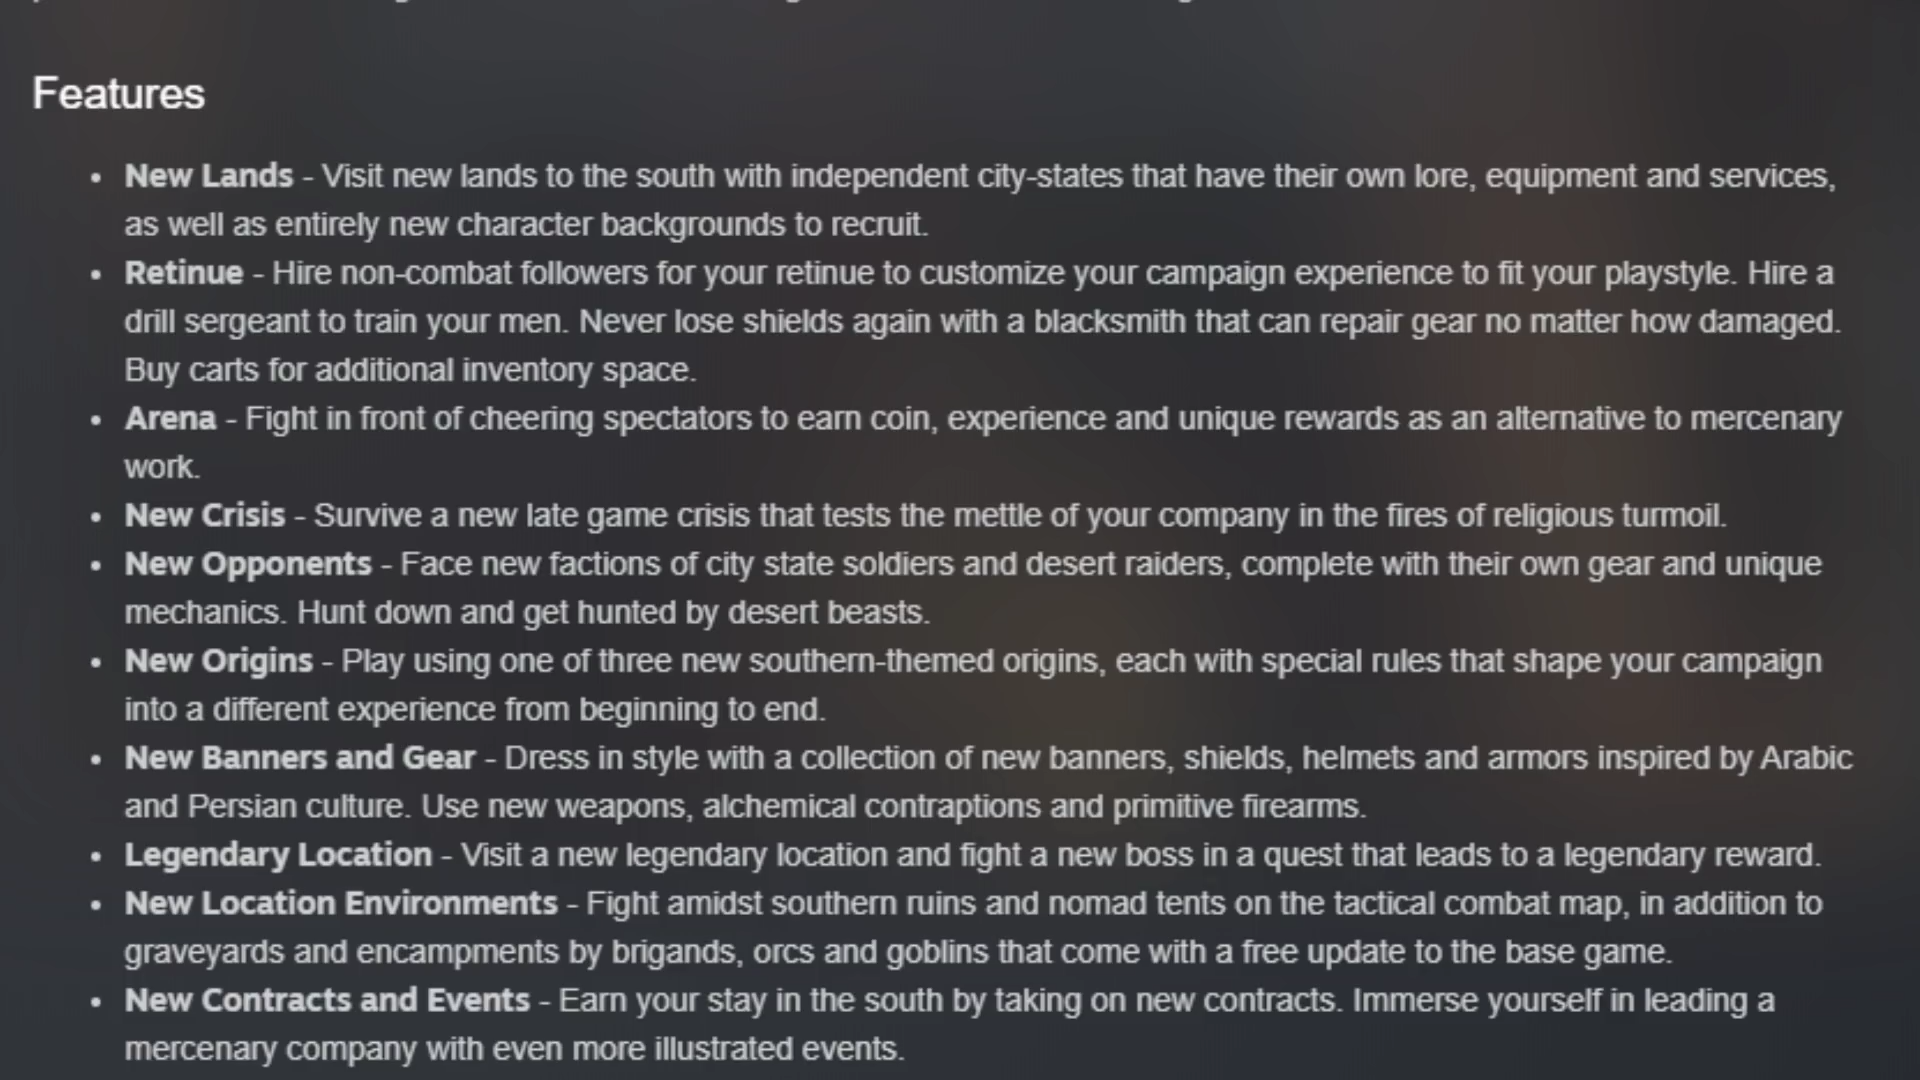 Features
• New Lands - Visit new lands to the south with independent city-states that have their own lore, equipment and services,
as well as entirely new character backgrounds to recruit.
• Retinue - Hire non-combat followers for your retinue to customize your campaign experience to fit your playstyle. Hire a
drill sergeant to train your men. Never lose shields again with a blacksmith that can repair gear no matter how damaged.
Buy carts for additional inventory space.
• Arena - Fight in front of cheering spectators to earn coin, experience and unique rewards as an alternative to mercenary
work.
• New Crisis - Survive a new late game crisis that tests the mettle of your company in the fires of religious turmoil.
• New Opponents - Face new factions of city state soldiers and desert raiders, complete with their own gear and unique
mechanics. Hunt down and get hunted by desert beasts.
• New Origins - Play using one of three new southern-themed origins, each with special rules that shape your campaign
into a different experience from beginning to end.
• New Banners and Gear - Dress in style with a collection of new banners, shields, helmets and armors inspired by Arabic
and Persian culture. Use new weapons, alchemical contraptions and primitive firearms.
• Legendary Location - Visit a new legendary location and fight a new boss in a quest that leads to a legendary reward.
• New Location Environments - Fight amidst southern ruins and nomad tents on the tactical combat map, in addition to
graveyards and encampments by brigands, orcs and goblins that come with a free update to the base game.
• New Contracts and Events - Earn your stay in the south by taking on new contracts. Immerse yourself in leading a
mercenary company with even more illustrated events.